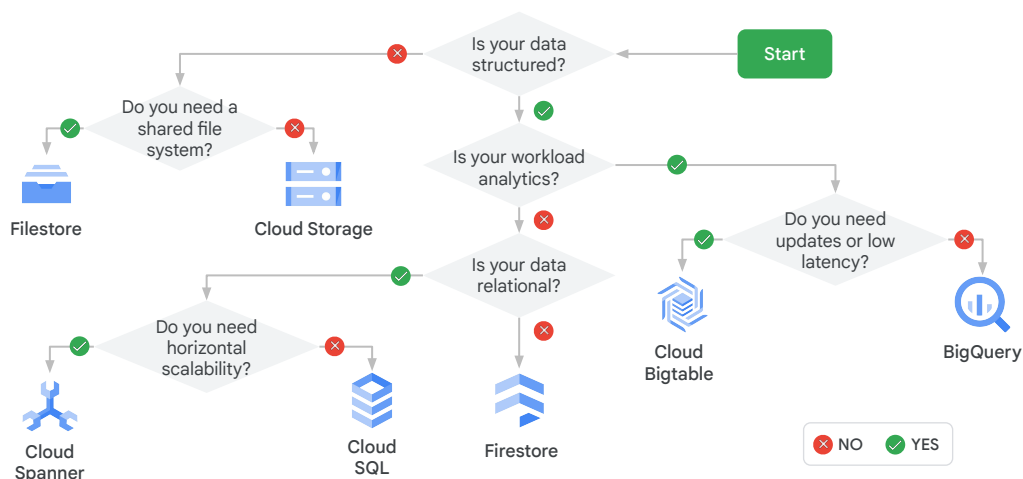 Is your data
structured?
Start
Do you need a
shared file
system?
Is your workload
analytics?
Filestore
Cloud Storage
Do you need
updates or low
latency?
Is your data
relational?
Do you need
horizontal
scalability?
Cloud
Bigtable
BigQuery
Cloud
Spanner
Cloud
SQL
Firestore
NO
YES